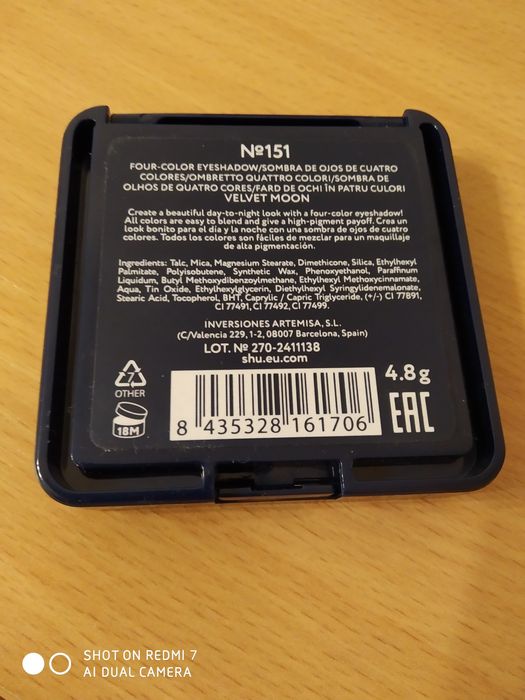 №151
FOUR-COLOR EYESHADOW/SOMBRA DE OJOS DE CUATRO
COLORES/OMBRETTO QUATTRO COLORI/SOMBRA DE
OLHOS DE QUATRO CORES/FARD DE OCHI ÎN PATRU CULORI
VELVET MOON
Create a beautiful day-to-night look with a four-color eyeshadow!
All colors are easy to blend and give a high-pigment payoff. Crea un
look bonito para el día y la noche con una sombra de ojos de cuatro
colores. Todos los colores son fáciles de mezclar para un maquillaje
de alta pigmentación.
Ingredients: Talc, Mica, Magnesium Stearate, Dimethicone, Silica, Ethylhexyl
Palmitate, Polyisobutene, Synthetic Wax, Phenoxyethanol, Paraffinum
Liquidum, Butyl Methoxydibenzoylmethane, Ethylhexyl Methoxycinnamate,
Aqua, Tin Oxide, Ethylhexylglycerin, Diethylhexyl Syringylidenemalonate,
Stearic Acid, Tocopherol, BHT, Caprylic / Capric Triglyceride, (+/-) CI 77891,
CI 77491, CI 77492, CI 77499.
INVERSIONES ARTEMISA, S.L.
(C/Valencia 229, 1-2, 08007 Barcelona, Spain)
LOT. № 270-2411138
shu.eu.com
7
OTHER
18M
8 435328 161706
4.8 g
EAC
SHOT ON REDMI 7
AI DUAL CAMERA